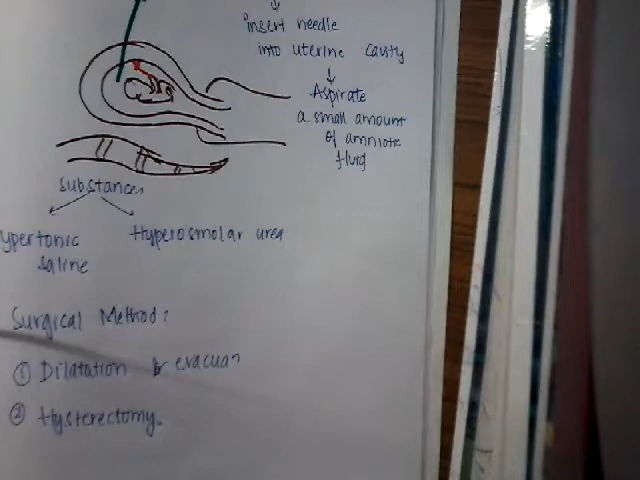 insert needle
into uterine cavity
Aspirate
a small amount
of amniotic
fluid
substances
ypertonic
saline
Hyperosmolar urea
Surgical Method:
① Dilatation & evacuan
② Hysterectomy.